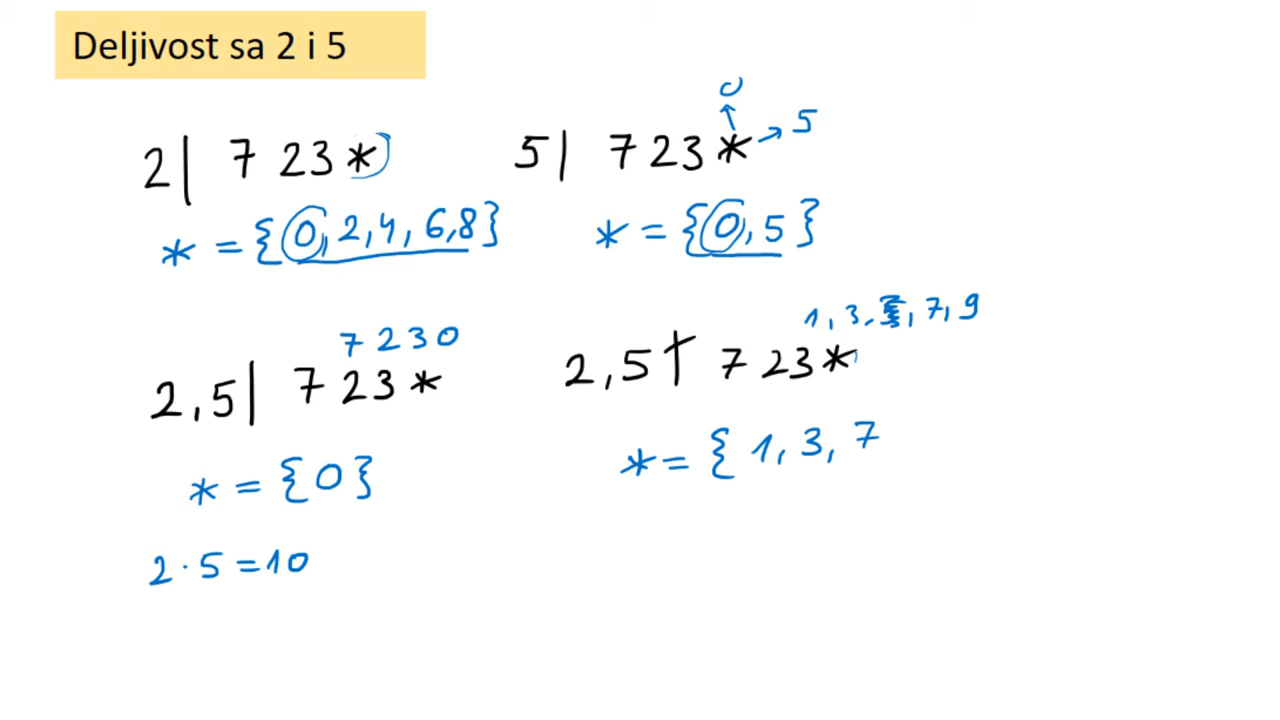 Deljivost sa 2 i 5
0
2| 723*
5| 723* → 5
* = {0, 2, 4, 6, 8}
* = {0, 5}
1, 3, 5, 7, 9
7230
2,5| 723*
2,5† 723*
* = {0}
* = { 1, 3, 7
2 · 5 = 10